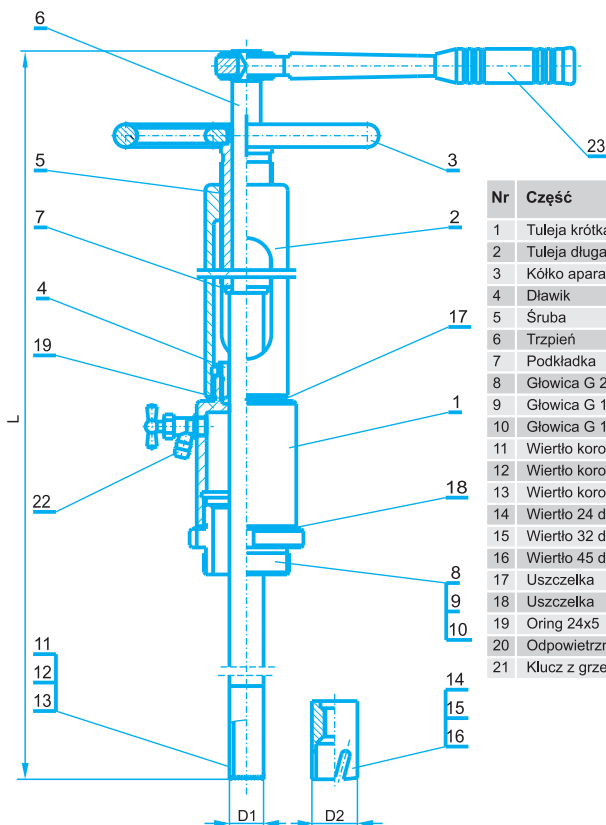 6
23
5
3
7
2
4
17
19
1
L
18
22
8
9
10
11
12
13
14
15
16
D1
D2
Nr Część
1 Tuleja krótka
2 Tuleja długa
3 Kółko apara
4 Dławik
5 Śruba
6 Trzpień
7 Podkładka
8 Głowica G 2
9 Głowica G 1
10 Głowica G 1
11 Wiertło koro
12 Wiertło koro
13 Wiertło koro
14 Wiertło 24 d
15 Wiertło 32 d
16 Wiertło 45 d
17 Uszczelka
18 Uszczelka
19 Oring 24x5
20 Odpowietrzn
21 Klucz z grze